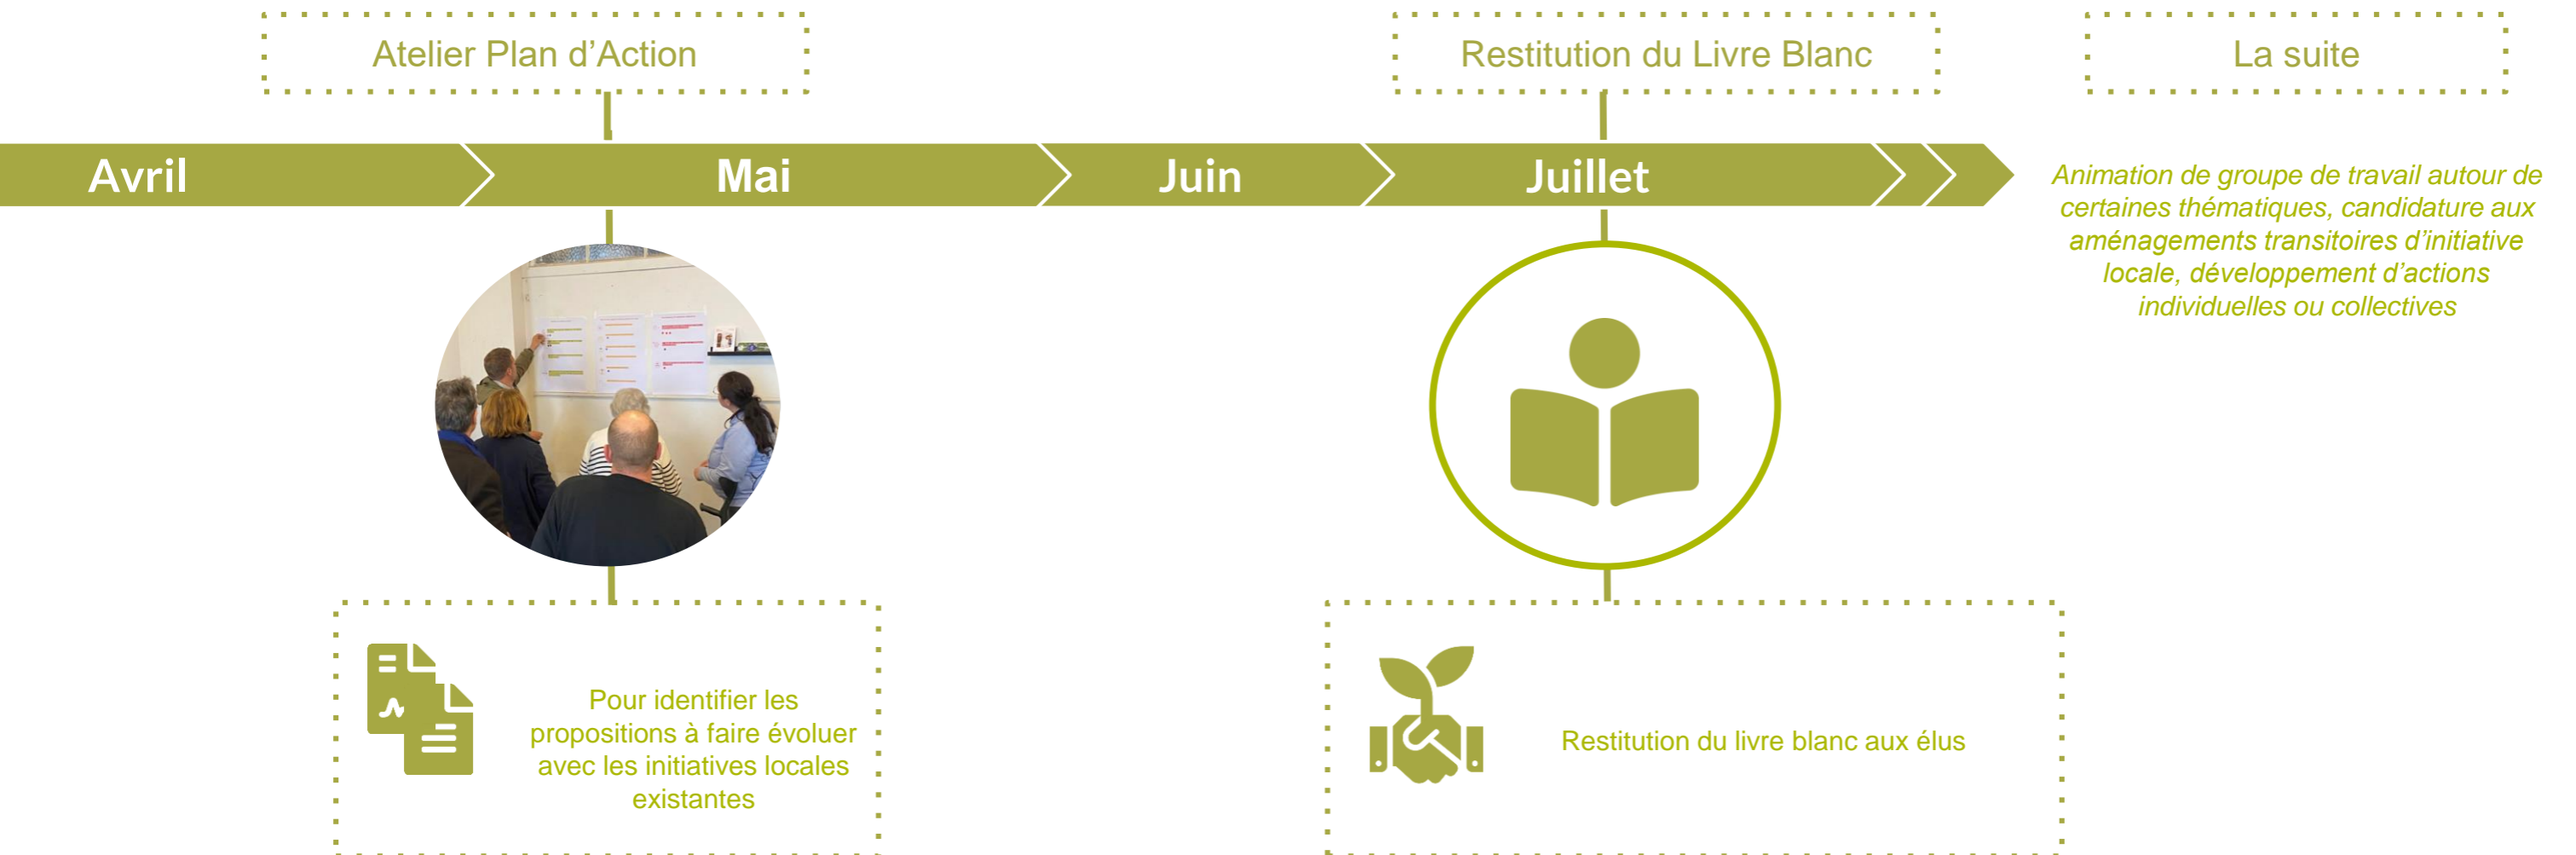 Atelier Plan d’Action
Restitution du Livre Blanc
La suite
Avril
Mai
Juin
Juillet
Animation de groupe de travail autour de
certaines thématiques, candidature aux
aménagements transitoires d’initiative
locale, développement d’actions
individuelles ou collectives
Pour identifier les
propositions à faire évoluer
avec les initiatives locales
existantes
Restitution du livre blanc aux élus